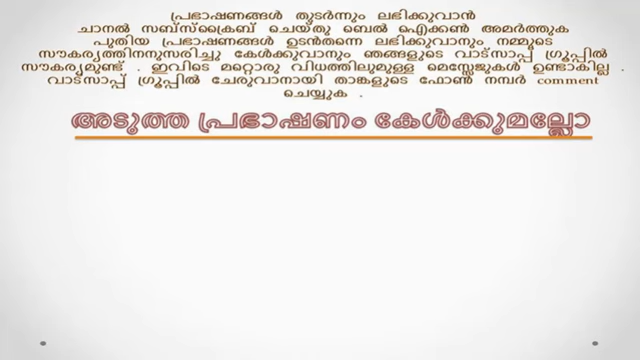 പ്രഭാഷണങ്ങൾ തുടർന്നും ലഭിക്കുവാൻ
ചാനൽ സബ്സ്ക്രൈബ് ചെയ്തു ബെൽ ഐക്കൺ അമർത്തുക
പുതിയ പ്രഭാഷണങ്ങൾ ഉടൻതന്നെ ലഭിക്കുവാനും നമ്മുടെ
സൗകര്യത്തിനനുസരിച്ചു കേൾക്കുവാനും ഞങ്ങളുടെ വാട്സാപ്പ് ഗ്രൂപ്പിൽ
സൗകര്യമുണ്ട് . ഇവിടെ മറ്റൊരു വിധത്തിലുമുള്ള മെസ്സേജുകൾ ഉണ്ടാകില്ല .
വാട്സാപ്പ് ഗ്രൂപ്പിൽ ചേരുവാനായി താങ്കളുടെ ഫോൺ നമ്പർ comment
ചെയ്യുക .
അടുത്ത പ്രഭാഷണം കേൾക്കുമല്ലോ